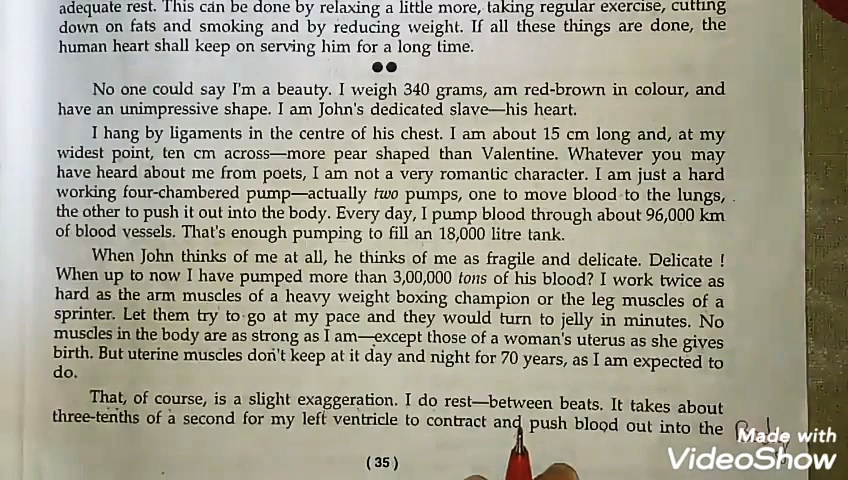 adequate rest. This can be done by relaxing a little more, taking regular exercise, cutting
down on fats and smoking and by reducing weight. If all these things are done, the
human heart shall keep on serving him for a long time.
No one could say I'm a beauty. I weigh 340 grams, am red-brown in colour, and
have an unimpressive shape. I am John's dedicated slave—his heart.
I hang by ligaments in the centre of his chest. I am about 15 cm long and, at my
widest point, ten cm across—more pear shaped than Valentine. Whatever you may
have heard about me from poets, I am not a very romantic character. I am just a hard
working four-chambered pump—actually two pumps, one to move blood to the lungs,
the other to push it out into the body. Every day, I pump blood through about 96,000 km
of blood vessels. That's enough pumping to fill an 18,000 litre tank.
When John thinks of me at all, he thinks of me as fragile and delicate. Delicate !
When up to now I have pumped more than 3,00,000 tons of his blood? I work twice as
hard as the arm muscles of a heavy weight boxing champion or the leg muscles of a
sprinter. Let them try to go at my pace and they would turn to jelly in minutes. No
muscles in the body are as strong as I am—except those of a woman's uterus as she gives
birth. But uterine muscles don't keep at it day and night for 70 years, as I am expected to
do.
That, of course, is a slight exaggeration. I do rest—between beats. It takes about
three-tenths of a second for my left ventricle to contract and push blood out into the
Made with
VideoShow
(35)